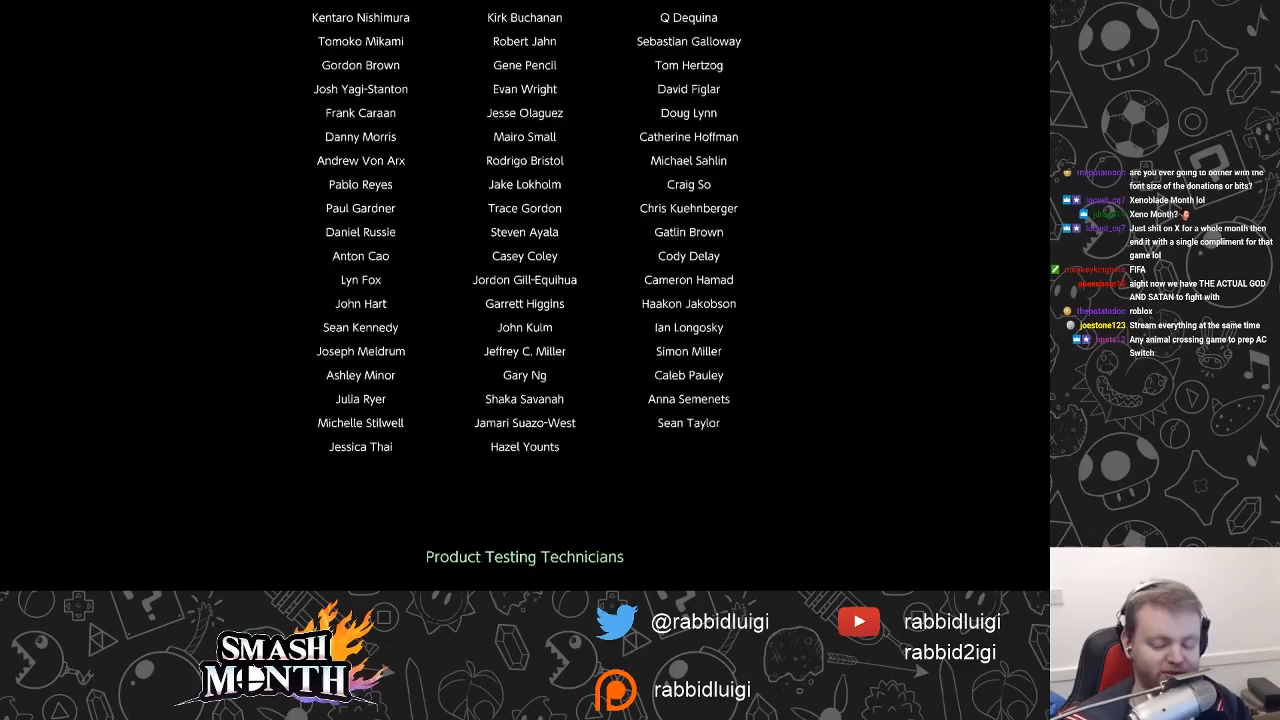 Kentaro Nishimura Kirk Buchanan Q Dequina
Tomoko Mikami Robert Jahn Sebastian Galloway
Gordon Brown Gene Pencil Tom Hertzog
Josh Yagi-Stanton Evan Wright David Figlar
Frank Caraan Jesse Olaguez Doug Lynn
Danny Morris Mairo Small Catherine Hoffman
Andrew Von Arx Rodrigo Bristol Michael Sahlin
Pablo Reyes Jake Lokholm Craig So
Paul Gardner Trace Gordon Chris Kuehnberger
Daniel Russie Steven Ayala Gatlin Brown
Anton Cao Casey Coley Cody Delay
Lyn Fox Jordon Gill-Equihua Cameron Hamad
John Hart Garrett Higgins Haakon Jakobson
Sean Kennedy John Kulm Ian Longosky
Joseph Meldrum Jeffrey C. Miller Simon Miller
Ashley Minor Gary Ng Caleb Pauley
Julia Ryer Shaka Savanah Anna Semenets
Michelle Stilwell Jamari Suazo-West Sean Taylor
Jessica Thai Hazel Younts
Product Testing Technicians
are you ever going to bother with the
font size of the donations or bits?
Xenoblade Month lol
Xeno Month?
Just shit on X for a whole month then
end it with a single compliment for that
game lol
FIFA
aight now we have THE ACTUAL GOD
AND SATAN to fight with
thepotatodoc roblox
joestone123 Stream everything at the same time
Any animal crossing game to prep AC
Switch
SMASH
MONTH
@rabbidluigi
rabbidluigi
rabbid2igi
rabbidluigi